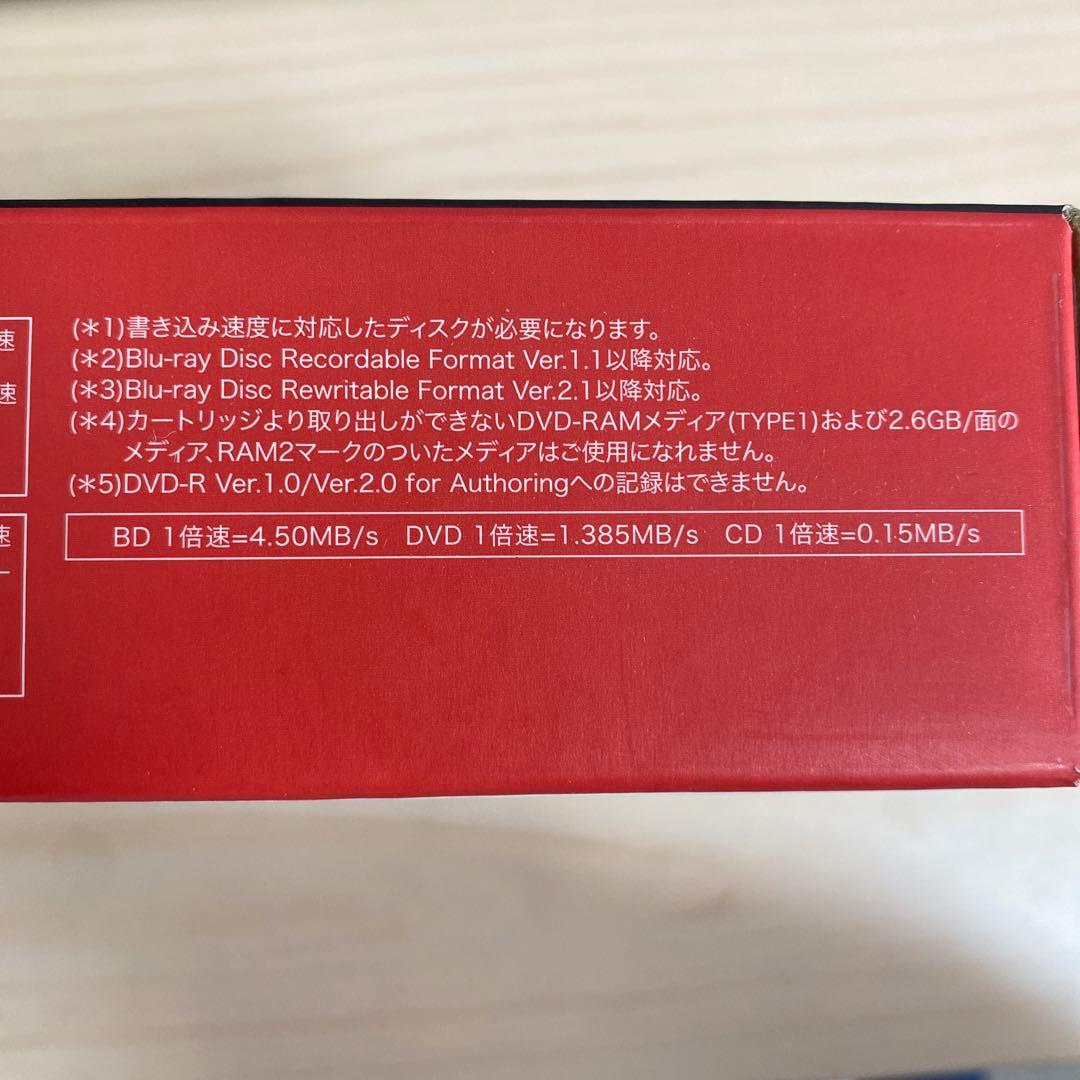 速
速
(*1)書き込み速度に対応したディスクが必要になります。
(*2)Blu-ray Disc Recordable Format Ver.1.1以降対応。
(*3)Blu-ray Disc Rewritable Format Ver.2.1以降対応。
(*4)カートリッジより取り出しができないDVD-RAMメディア(TYPE1)および2.6GB/面の
メディア、RAM2マークのついたメディアはご使用になれません。
(*5)DVD-R Ver.1.0/Ver.2.0 for Authoringへの記録はできません。
速
BD 1倍速=4.50MB/s DVD 1倍速=1.385MB/s CD 1倍速=0.15MB/s